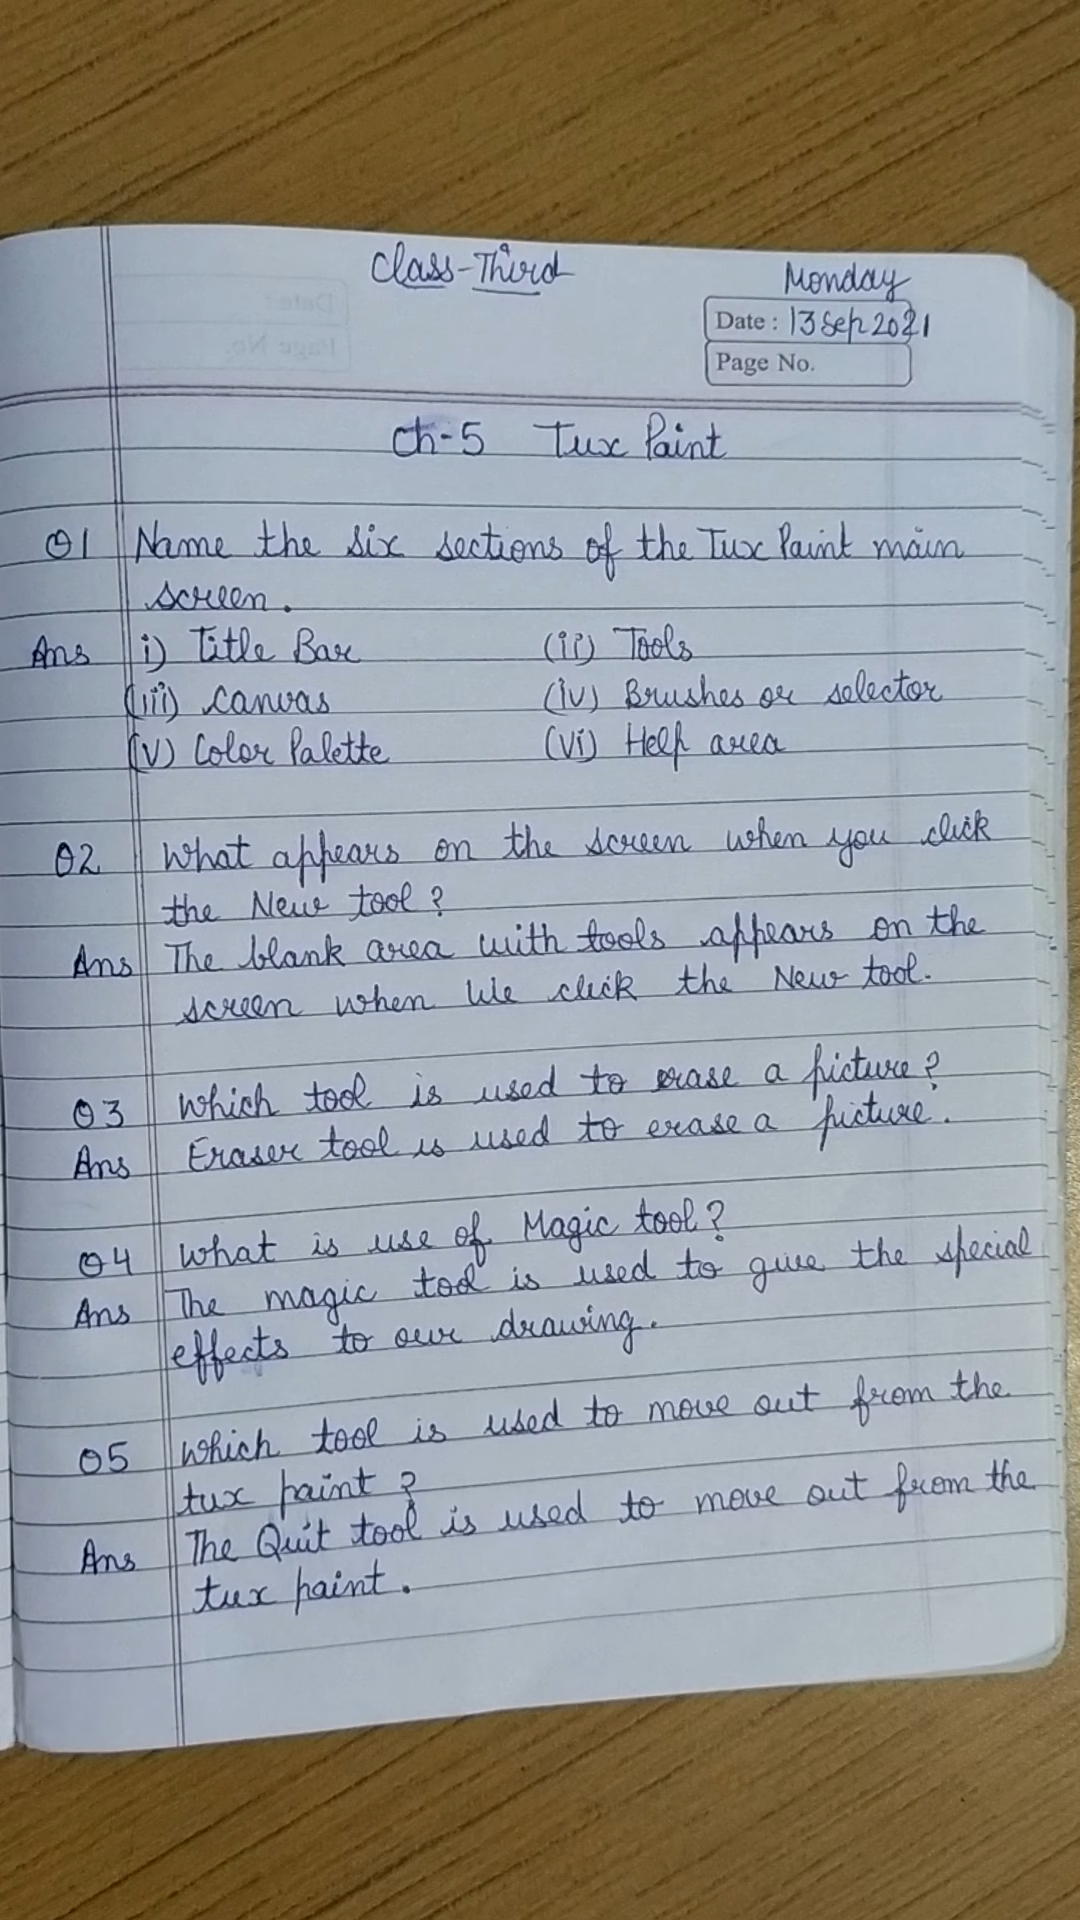 Class-Third
Monday
Date : 13 Sep 2021
Page No.
Ch-5 Tux Paint
Q1 Name the six sections of the Tux Paint main
screen.
Ans i) Title Bar (ii) Tools
(iii) Canvas (iv) Brushes or selector
(v) Color Palette (vi) Help area
Q2 What appears on the screen when you click
the New tool ?
Ans The blank area with tools appears on the
screen when We click the New tool.
Q3 Which tool is used to erase a picture ?
Ans Eraser tool is used to erase a picture.
Q4 What is use of Magic tool ?
Ans The magic tool is used to give the special
effects to our drawing.
Q5 Which tool is used to move out from the
tux paint ?
Ans The Quit tool is used to move out from the
tux paint.